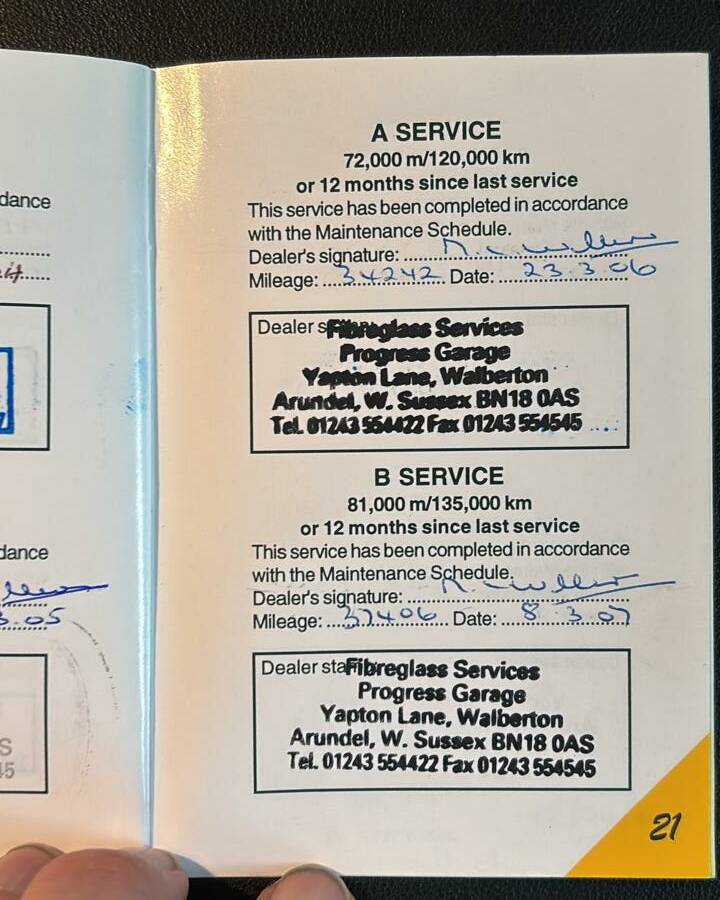 dance
dance
3.05
S
45
A SERVICE
72,000 m/120,000 km
or 12 months since last service
This service has been completed in accordance
with the Maintenance Schedule.
Dealer's signature:
Mileage: 34242 Date: 23.3.06
Dealer
Fibreglass Services
Progress Garage
Yapton Lane, Walberton
Arundel, W. Sussex BN18 0AS
Tel. 01243 554422 Fax 01243 554545
B SERVICE
81,000 m/135,000 km
or 12 months since last service
This service has been completed in accordance
with the Maintenance Schedule.
Dealer's signature:
Mileage: 37406 Date: 8.3.07
Dealer
Fibreglass Services
Progress Garage
Yapton Lane, Walberton
Arundel, W. Sussex BN18 0AS
Tel. 01243 554422 Fax 01243 554545
21